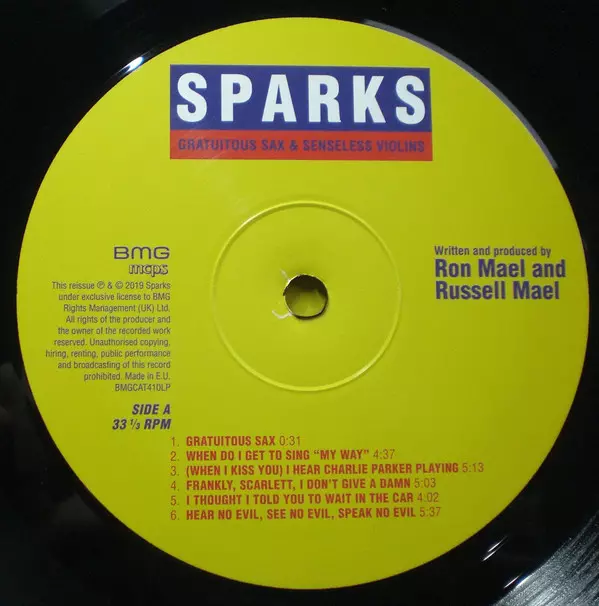 SPARKS
GRATUITOUS SAX & SENSELESS VIOLINS
BMG
mcps
This reissue ℗ & © 2019 Sparks
under exclusive license to BMG
Rights Management (UK) Ltd.
All rights of the producer and
the owner of the recorded work
reserved. Unauthorised copying,
hiring, renting, public performance
and broadcasting of this record
prohibited. Made in E.U.
BMGCAT410LP
SIDE A
33 ⅓ RPM
Written and produced by
Ron Mael and
Russell Mael
1. GRATUITOUS SAX 0:31
2. WHEN DO I GET TO SING "MY WAY" 4:37
3. (WHEN I KISS YOU) I HEAR CHARLIE PARKER PLAYING 5:13
4. FRANKLY, SCARLETT, I DON'T GIVE A DAMN 5:03
5. I THOUGHT I TOLD YOU TO WAIT IN THE CAR 4:02
6. HEAR NO EVIL, SEE NO EVIL, SPEAK NO EVIL 5:37